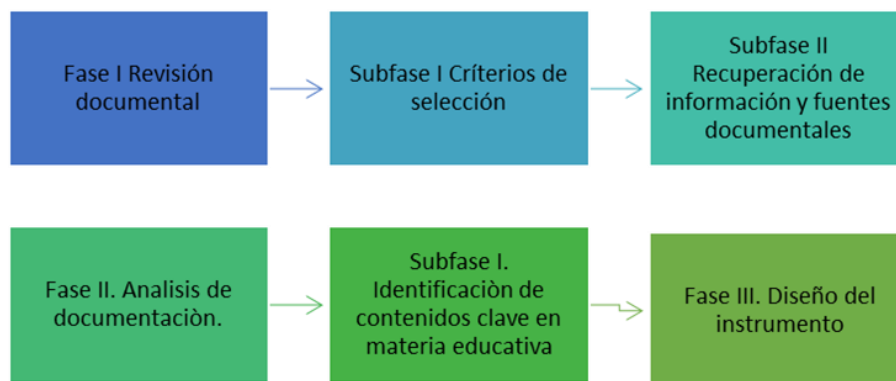 Fase I Revisión
documental
Subfase I Críterios de
selección
Subfase II
Recuperación de
información y fuentes
documentales
Fase II. Analisis de
documentaciòn.
Subfase I.
Identificaciòn de
contenidos clave en
materia educativa
Fase III. Diseño del
instrumento